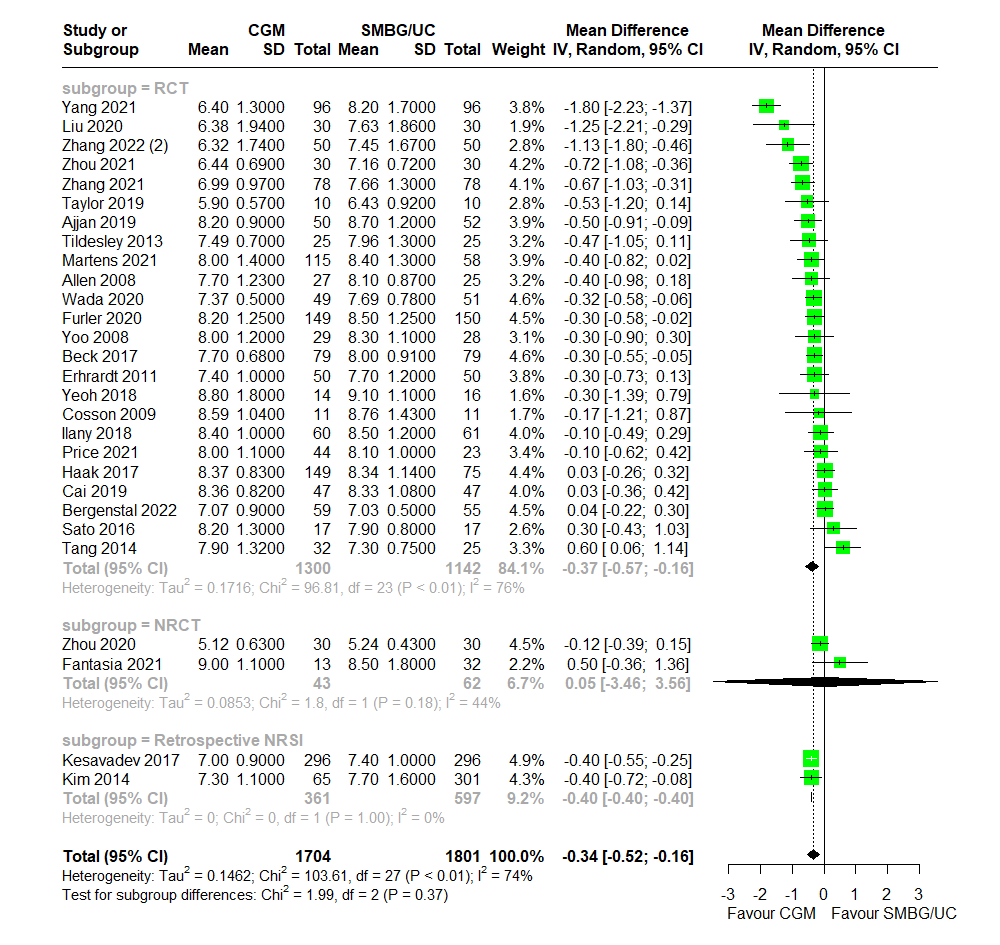 Study or CGM SMBG/UC Mean Difference Mean Difference
Subgroup Mean SD Total Mean SD Total Weight IV, Random, 95% CI IV, Random, 95% CI
subgroup = RCT
Yang 2021 6.40 1.3000 96 8.20 1.7000 96 3.8% -1.80 [-2.23; -1.37]
Liu 2020 6.38 1.9400 30 7.63 1.8600 30 1.9% -1.25 [-2.21; -0.29]
Zhang 2022 (2) 6.32 1.7400 50 7.45 1.6700 50 2.8% -1.13 [-1.80; -0.46]
Zhou 2021 6.44 0.6900 30 7.16 0.7200 30 4.1% -0.72 [-1.08; -0.36]
Zhang 2021 6.99 0.9700 78 7.66 1.3000 78 4.1% -0.67 [-1.03; -0.31]
Taylor 2019 5.90 0.5700 10 6.43 0.9200 10 2.8% -0.53 [-1.20; 0.14]
Ajjan 2019 8.20 0.9000 50 8.70 1.2000 52 3.9% -0.50 [-0.91; -0.09]
Tildesley 2013 7.49 0.7000 25 7.96 1.3000 25 3.2% -0.47 [-1.05; 0.11]
Martens 2021 8.00 1.4000 115 8.40 1.3000 58 3.8% -0.40 [-0.82; 0.02]
Allen 2008 7.70 1.2300 27 8.10 0.8700 25 3.2% -0.40 [-0.98; 0.18]
Wada 2020 7.37 0.5000 49 7.69 0.7800 51 4.5% -0.32 [-0.58; -0.06]
Furler 2020 8.20 1.2500 149 8.50 1.2500 150 4.4% -0.30 [-0.58; -0.02]
Yoo 2008 8.00 1.2000 29 8.30 1.1000 28 3.1% -0.30 [-0.90; 0.30]
Beck 2017 7.70 0.6800 79 8.00 0.9100 79 4.5% -0.30 [-0.55; -0.05]
Erhardt 2011 7.40 1.0000 50 7.70 1.2000 50 3.8% -0.30 [-0.73; 0.13]
Yeoh 2018 8.80 1.8000 14 9.10 1.1000 16 1.6% -0.30 [-1.39; 0.79]
Cosson 2009 8.59 1.0400 11 8.76 1.4300 11 1.7% -0.17 [-1.21; 0.87]
Ilany 2018 8.40 1.0000 60 8.50 1.2000 61 4.0% -0.10 [-0.49; 0.29]
Price 2021 8.00 1.1000 44 8.10 1.0000 23 3.4% -0.10 [-0.62; 0.42]
Haak 2017 8.37 0.8300 149 8.34 1.1400 75 4.4% 0.03 [-0.26; 0.32]
Cai 2019 8.36 0.8200 47 8.33 1.0800 47 4.0% 0.03 [-0.36; 0.42]
Bergenstal 2022 7.07 0.9000 59 7.03 0.5000 55 4.5% 0.04 [-0.22; 0.30]
Sato 2016 8.20 1.3000 17 7.90 0.8000 17 2.6% 0.30 [-0.43; 1.03]
Tang 2014 7.90 1.3200 32 7.30 0.7500 25 3.3% 0.60 [ 0.06; 1.14]
Total (95% CI) 1300 1142 84.1% -0.37 [-0.57; -0.16]
Heterogeneity: Tau2 = 0.1716; Chi2 = 96.81, df = 23 (P < 0.01); I2 = 76%
subgroup = NRCT
Zhou 2020 5.12 0.6300 30 5.24 0.4300 30 4.5% -0.12 [-0.39; 0.15]
Fantasia 2021 9.00 1.1000 13 8.50 1.8000 32 2.2% 0.50 [-0.36; 1.36]
Total (95% CI) 43 62 6.7% 0.05 [-3.46; 3.56]
Heterogeneity: Tau2 = 0.0853; Chi2 = 1.8, df = 1 (P = 0.18); I2 = 44%
subgroup = Retrospective NRSI
Kesavadev 2017 7.00 0.9000 296 7.40 1.0000 296 4.9% -0.40 [-0.55; -0.25]
Kim 2014 7.30 1.1000 65 7.70 1.6000 301 4.3% -0.40 [-0.72; -0.08]
Total (95% CI) 361 597 9.2% -0.40 [-0.40; -0.40]
Heterogeneity: Tau2 = 0; Chi2 = 0, df = 1 (P = 1.00); I2 = 0%
Total (95% CI) 1704 1801 100.0% -0.34 [-0.52; -0.16]
Heterogeneity: Tau2 = 0.1462; Chi2 = 103.61, df = 27 (P < 0.01); I2 = 74%
Test for subgroup differences: Chi2 = 1.99, df = 2 (P = 0.37)
-3 -2 -1 0 1 2 3
Favour CGM Favour SMBG/UC